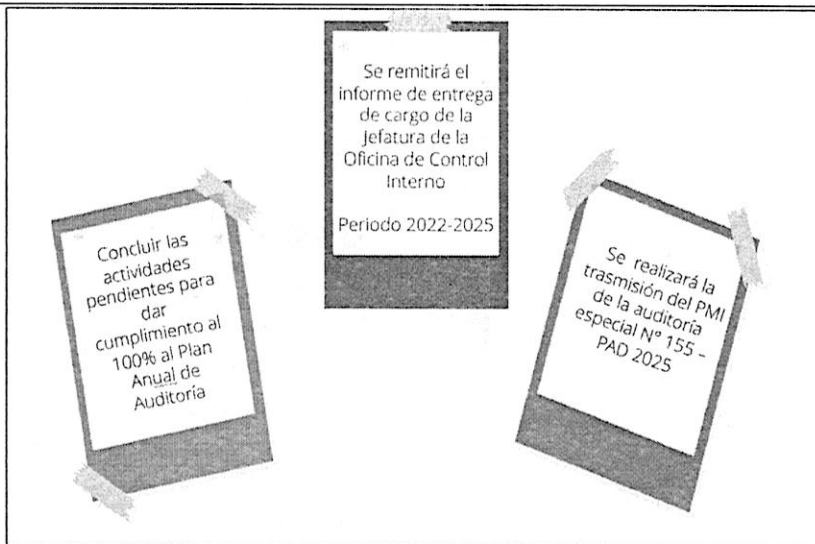 Se remitirá el
informe de entrega
de cargo de la
Jefatura de la
Oficina de Control
Interno
Periodo 2022-2025
Concluir las
actividades
pendientes para
dar
cumplimiento al
100% al Plan
Anual de
Auditoría
Se realizará la
trasmisión del PMI
de la auditoría
especial N° 155 –
PAD 2025